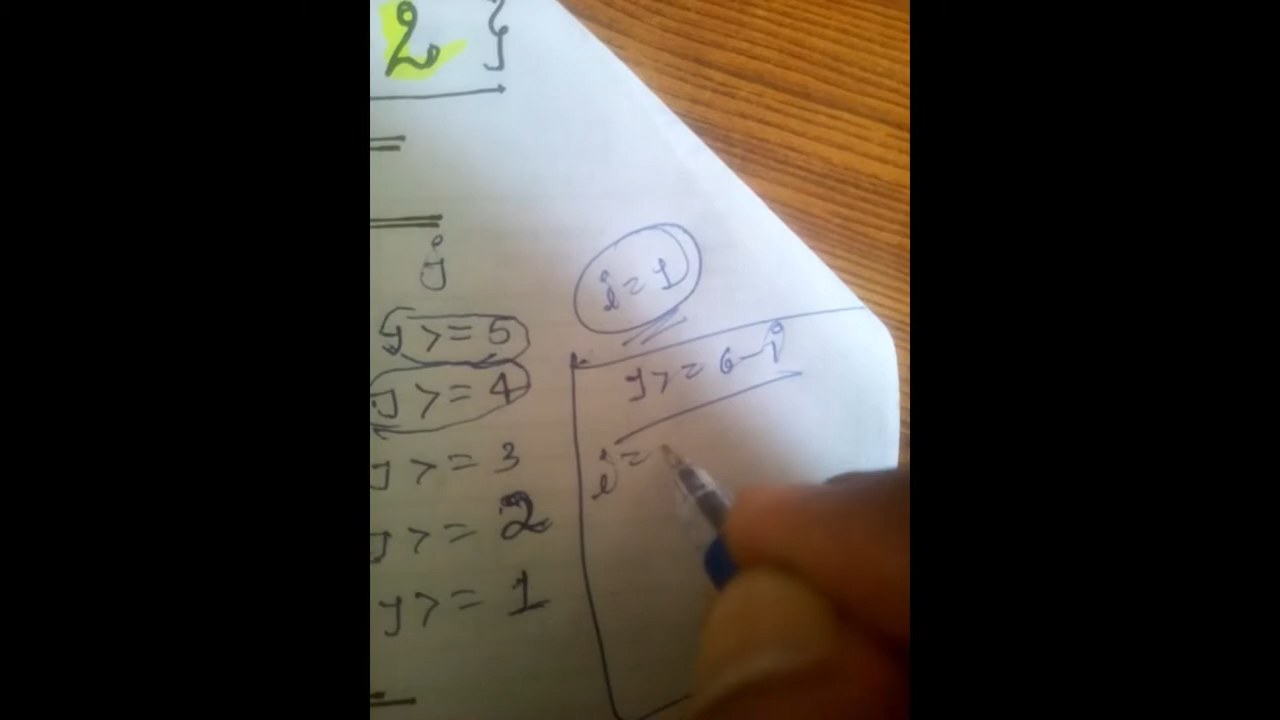 2 }
j
i = 1
j >= 5
j >= 6-i
j >= 4
i =
j >= 3
j >= 2
j >= 1